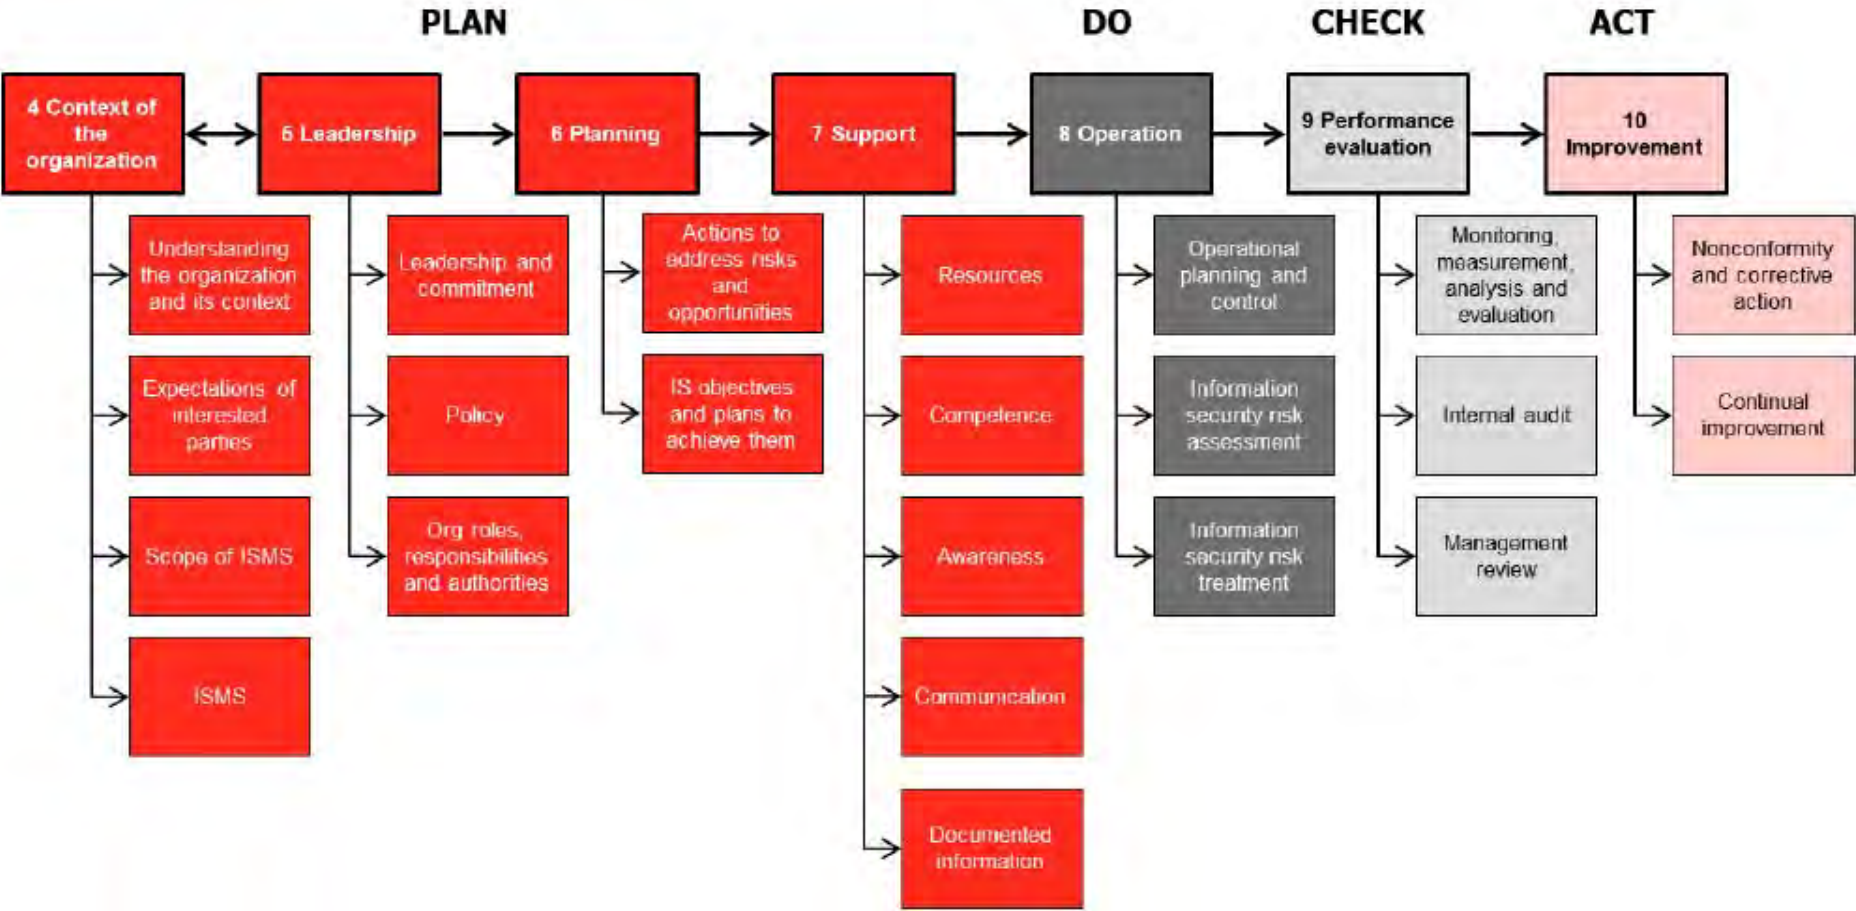 PLAN
DO
CHECK
ACT
4 Context of
the
organization
5 Leadership
6 Planning
7 Support
8 Operation
9 Performance
evaluation
10
Improvement
Understanding
the organization
and its context
Expectations of
interested
parties
Scope of ISMS
ISMS
Leadership and
commitment
Policy
Org roles,
responsibilities
and authorities
Actions to
address risks
and
opportunities
IS objectives
and plans to
achieve them
Resources
Competence
Awareness
Communication
Documented
information
Operational
planning and
control
Information
security risk
assessment
Information
security risk
treatment
Monitoring,
measurement,
analysis and
evaluation
Internal audit
Management
review
Nonconformity
and corrective
action
Continual
improvement